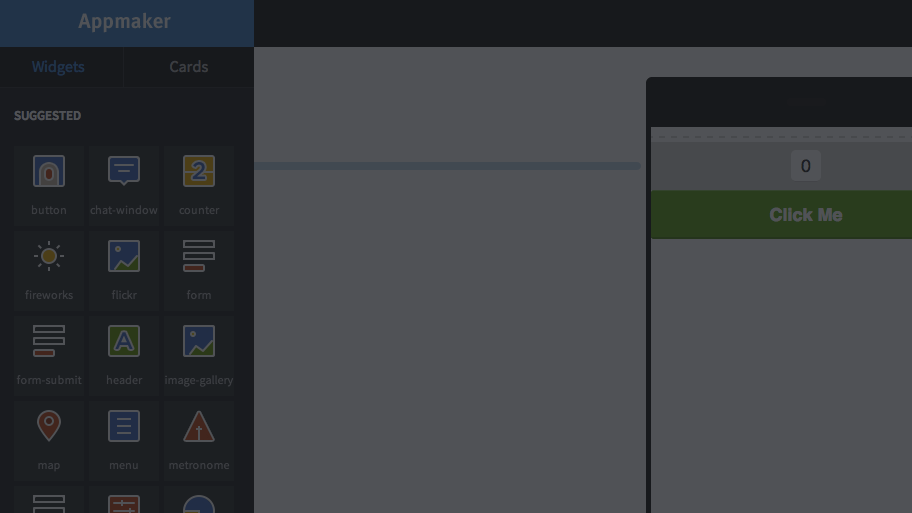 Appmaker
Widgets Cards
SUGGESTED
0
button chat-window counter
Click Me
fireworks flickr form
form-submit header image-gallery
map menu metronome